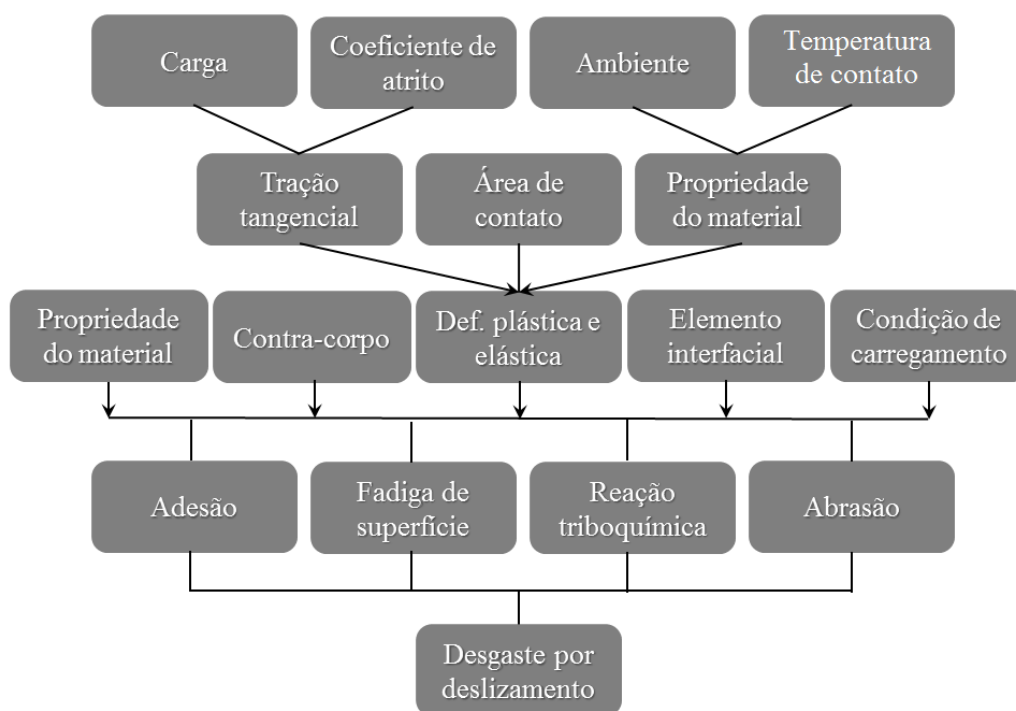 Carga
Coeficiente de
atrito
Ambiente
Temperatura
de contato
Tração
tangencial
Área de
contato
Propriedade
do material
Propriedade
do material
Contra-corpo
Def. plástica e
elástica
Elemento
interfacial
Condição de
carregamento
Adesão
Fadiga de
superfície
Reação
triboquímica
Abrasão
Desgaste por
deslizamento